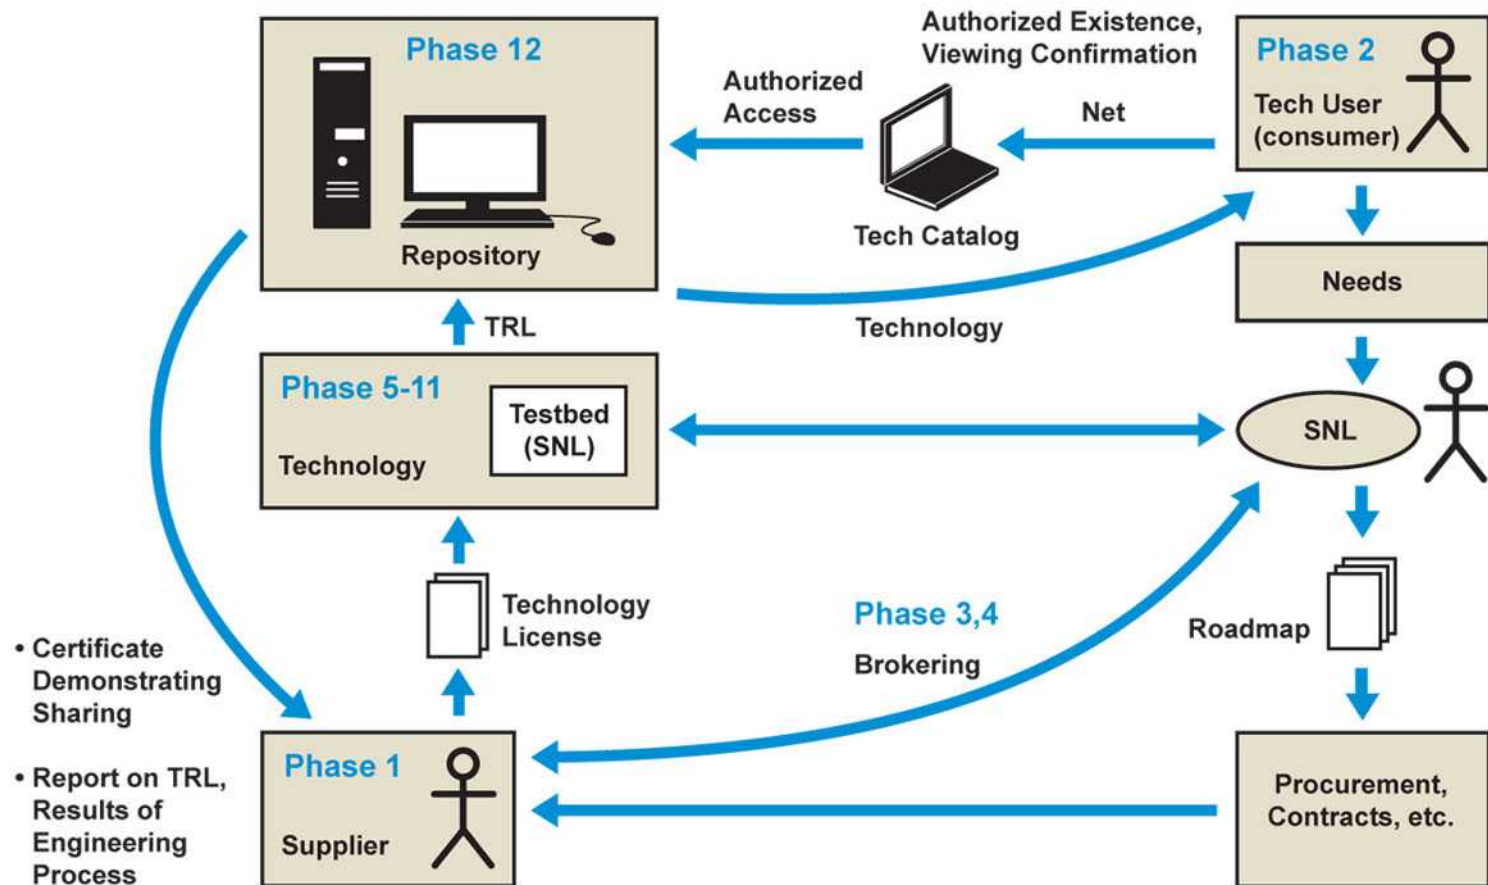 Phase 12
Repository
Authorized
Access
Authorized Existence,
Viewing Confirmation
Net
Tech Catalog
Phase 2
Tech User
(consumer)
Technology
Needs
TRL
Phase 5-11
Technology
Testbed
(SNL)
SNL
Technology
License
Phase 3,4
Brokering
Roadmap
• Certificate
Demonstrating
Sharing
• Report on TRL,
Results of
Engineering
Process
Phase 1
Supplier
Procurement,
Contracts, etc.